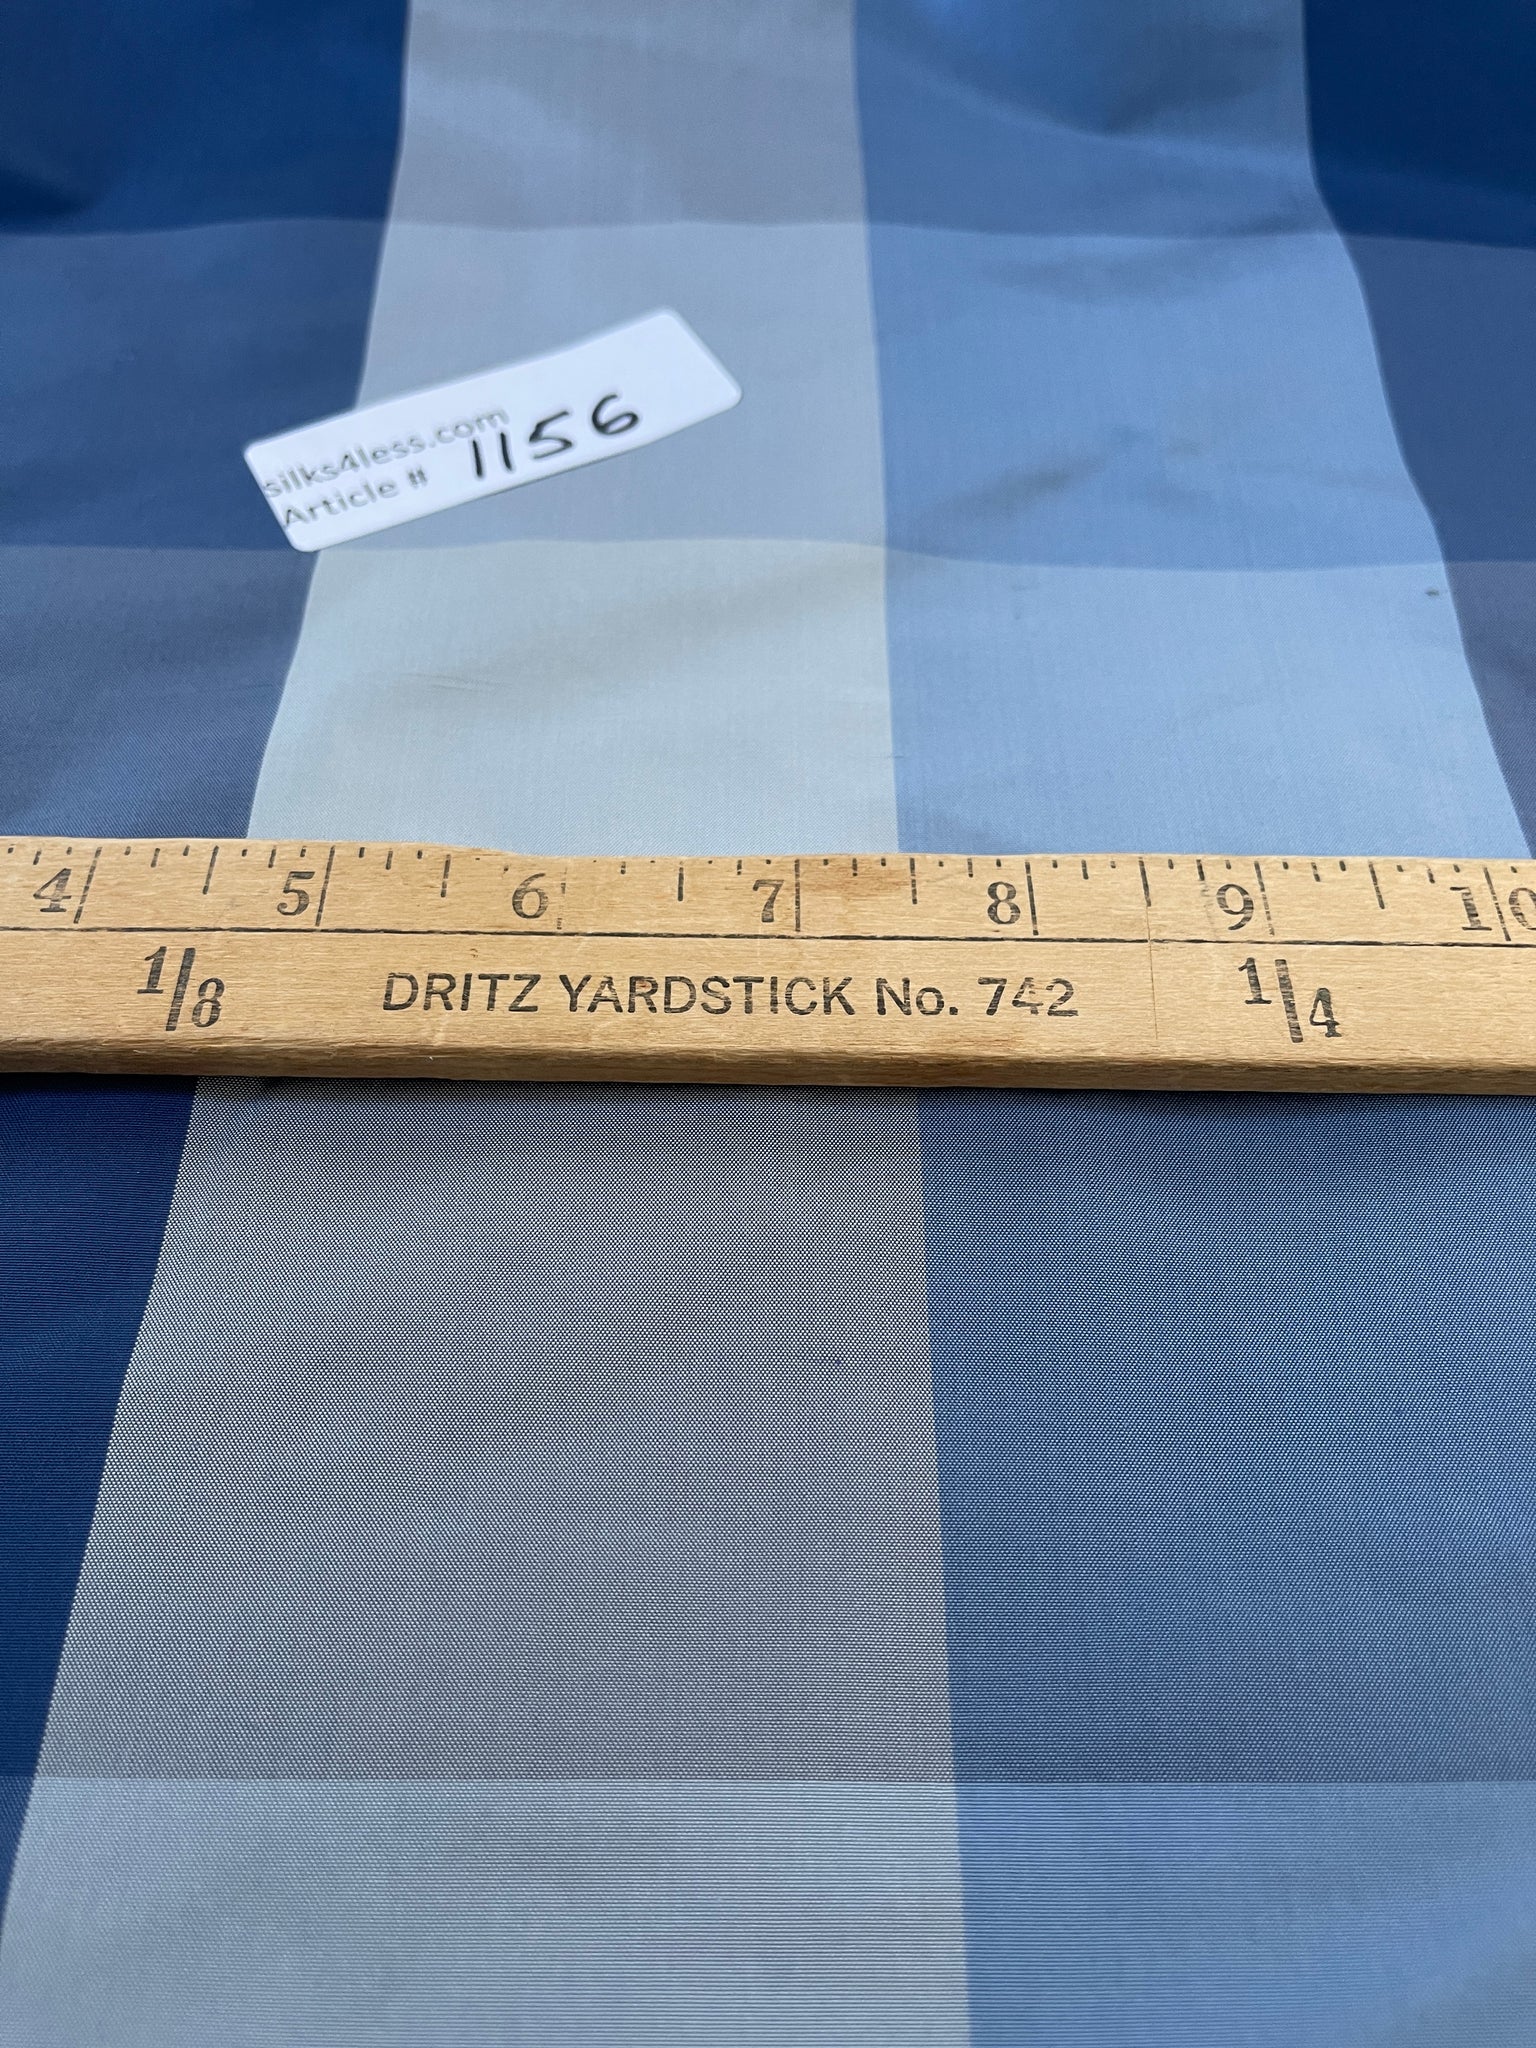 silks4less.com
Article # 1156
4 5 6 7 8 9 10
1/8 DRITZ YARDSTICK No. 742 1/4